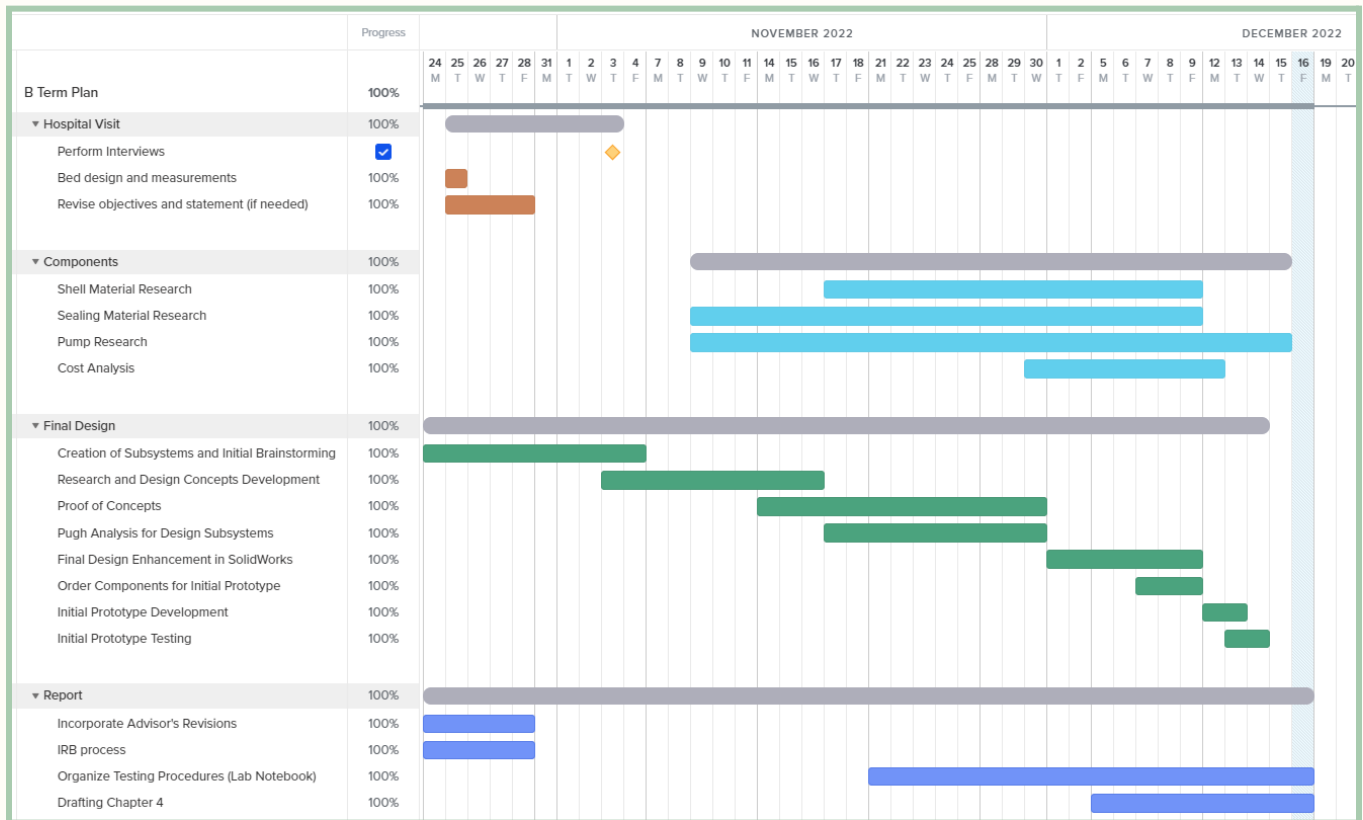 Progress
NOVEMBER 2022 DECEMBER 2022
24 25 26 27 28 31 1 2 3 4 7 8 9 10 11 14 15 16 17 18 21 22 23 24 25 28 29 30 1 2 5 6 7 8 9 12 13 14 15 16 19 20
M T W T F M T W T F M T W T F M T W T F M T W T F M T W T F M T W T F M T W T F M T
B Term Plan 100%
Hospital Visit 100%
Perform Interviews
Bed design and measurements 100%
Revise objectives and statement (if needed) 100%
Components 100%
Shell Material Research 100%
Sealing Material Research 100%
Pump Research 100%
Cost Analysis 100%
Final Design 100%
Creation of Subsystems and Initial Brainstorming 100%
Research and Design Concepts Development 100%
Proof of Concepts 100%
Pugh Analysis for Design Subsystems 100%
Final Design Enhancement in SolidWorks 100%
Order Components for Initial Prototype 100%
Initial Prototype Development 100%
Initial Prototype Testing 100%
Report 100%
Incorporate Advisor's Revisions 100%
IRB process 100%
Organize Testing Procedures (Lab Notebook) 100%
Drafting Chapter 4 100%